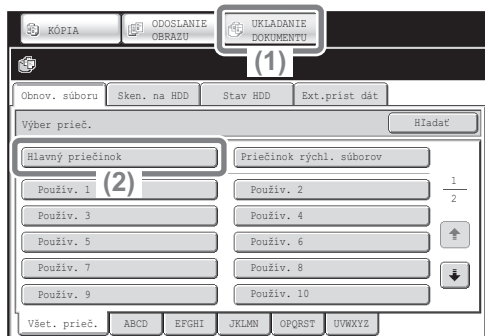 KÓPIA
ODOSLANIE
OBRAZU
UKLADANIE
DOKUMENTU
(1)
Obnov. súboru Sken. na HDD Stav HDD Ext.príst dát
Výber prieč. Hľadať
Hlavný priečinok Priečinok rýchl. súborov
(2)
Použív. 1 Použív. 2
Použív. 3 Použív. 4
Použív. 5 Použív. 6
Použív. 7 Použív. 8
Použív. 9 Použív. 10
1
2
Všet. prieč. ABCD EFGHI JKLMN OPQRST UVWXYZ